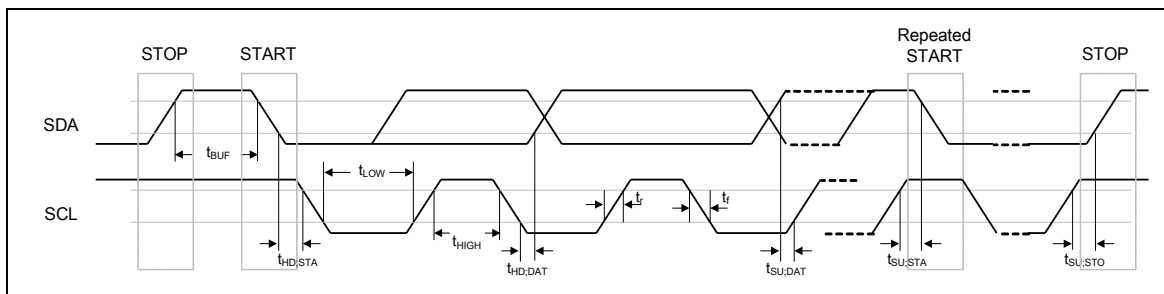 STOP
START
Repeated
START
STOP
SDA
tBUF
tLOW
SCL
tr
tf
tHIGH
tHD;STA
tHD;DAT
tSU;DAT
tSU;STA
tSU;STO